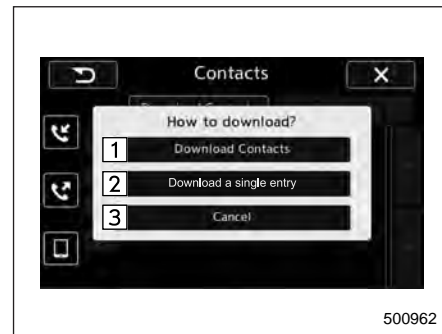 Contacts
X
How to download?
1 Download Contacts
2 Download a single entry
3 Cancel
500962